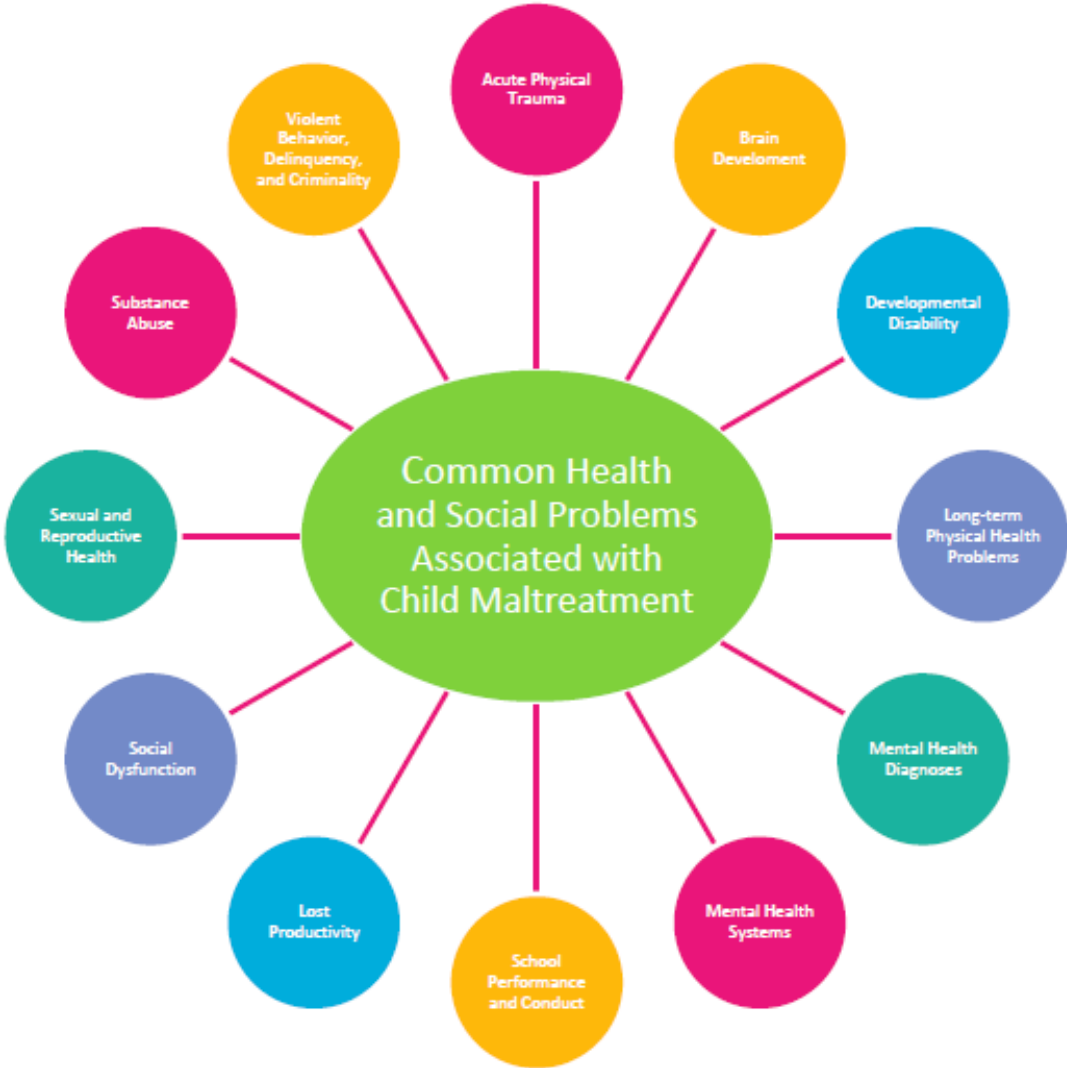 Common Health
and Social Problems
Associated with
Child Maltreatment
Acute Physical
Trauma
Brain
Develoment
Developmental
Disability
Long-term
Physical Health
Problems
Mental Health
Diagnoses
Mental Health
Systems
School
Performance
and Conduct
Lost
Productivity
Social
Dysfunction
Sexual and
Reproductive
Health
Substance
Abuse
Violent
Behavior,
Delinquency,
and Criminality